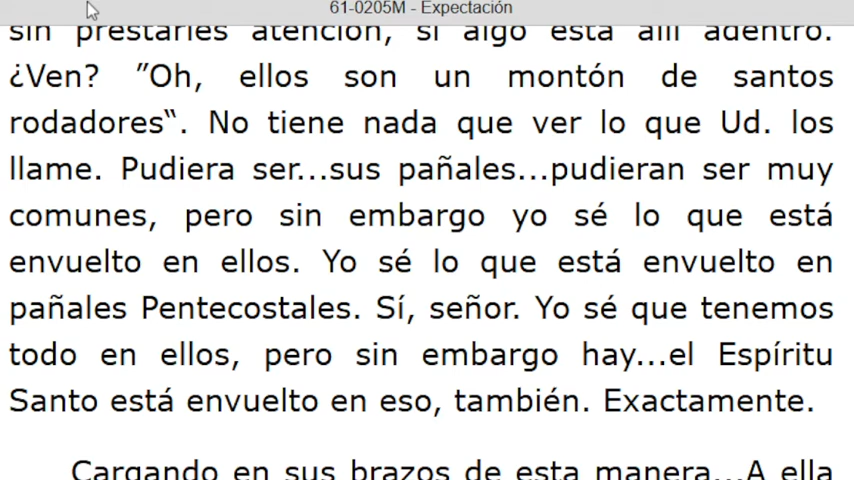 61-0205M - Expectación
sin prestarles atención, si algo está allí adentro.
¿Ven? ”Oh, ellos son un montón de santos
rodadores“. No tiene nada que ver lo que Ud. los
llame. Pudiera ser...sus pañales...pudieran ser muy
comunes, pero sin embargo yo sé lo que está
envuelto en ellos. Yo sé lo que está envuelto en
pañales Pentecostales. Sí, señor. Yo sé que tenemos
todo en ellos, pero sin embargo hay...el Espíritu
Santo está envuelto en eso, también. Exactamente.
Cargando en sus brazos de esta manera...A ella